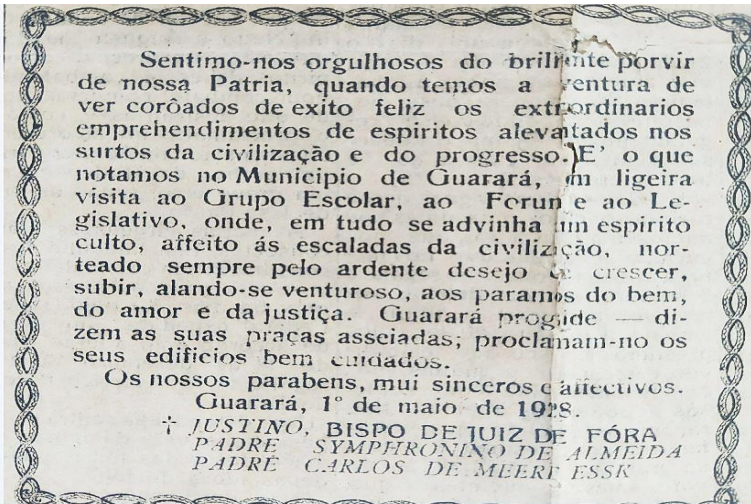 Sentimo-nos orgulhosos do brilhante porvir
de nossa Patria, quando temos a ventura de
ver corôados de exito feliz os extraordinarios
emprehendimentos de espiritos alevantados nos
surtos da civilização e do progresso. E' o que
notamos no Municipio de Guarará, em ligeira
visita ao Grupo Escolar, ao Forum e ao Le-
gislativo, onde, em tudo se advinha um espirito
culto, affeito ás escaladas da civilização, nor-
teado sempre pelo ardente desejo de crescer,
subir, alando-se venturoso, aos paramos do bem,
do amor e da justiça. Guarará progride — di-
zem as suas praças asseiadas; proclamam-no os
seus edificios bem cuidados.
Os nossos parabens, mui sinceros e affectivos.
Guarará, 1º de maio de 1928.
† JUSTINO, BISPO DE JUIZ DE FÓRA
PADRE SYMPHRONINO DE ALMEIDA
PADRE CARLOS DE